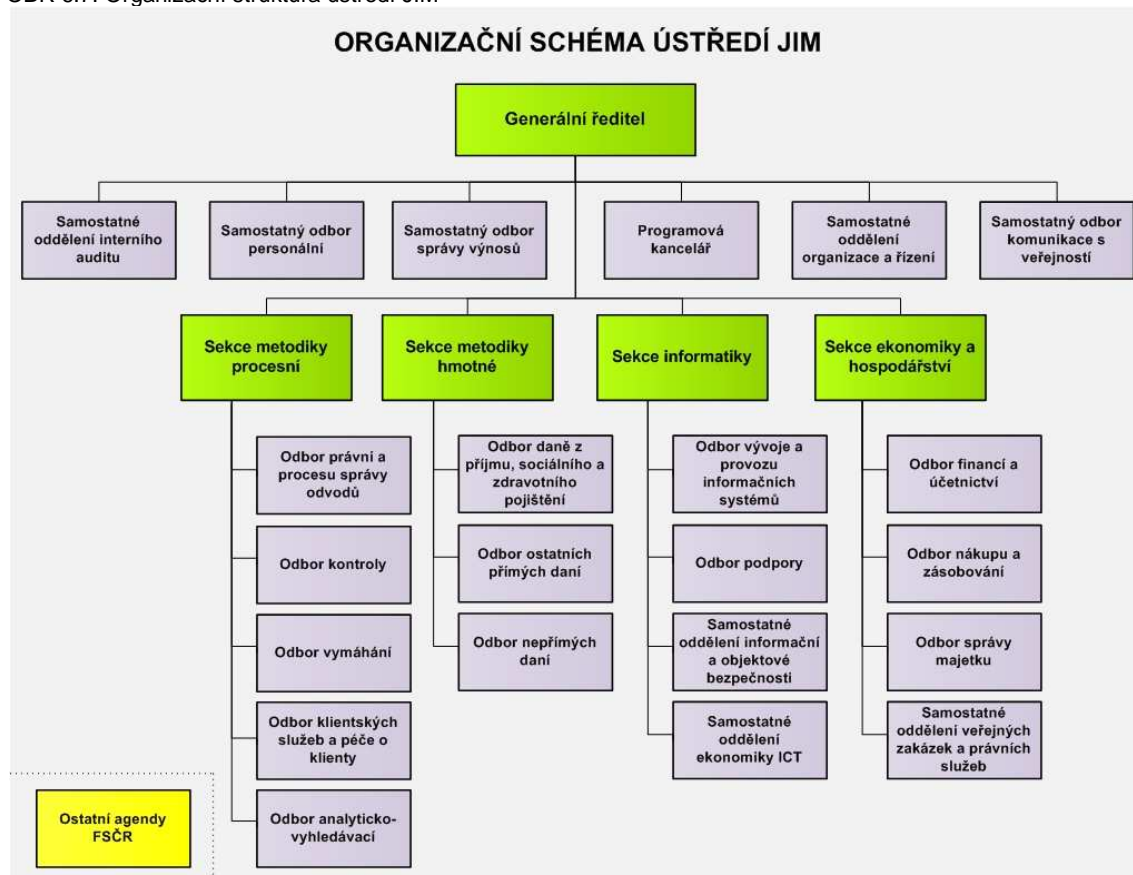 ORGANIZAČNÍ SCHÉMA ÚSTŘEDÍ JIM
Generální ředitel
Samostatné
oddělení interního
auditu
Samostatný odbor
personální
Samostatný odbor
správy výnosů
Programová
kancelář
Samostatné
oddělení
organizace a řízení
Samostatný odbor
komunikace s
veřejností
Sekce metodiky
procesní
Sekce metodiky
hmotné
Sekce informatiky
Sekce ekonomiky a
hospodářství
Odbor právní a
procesu správy
odvodů
Odbor kontroly
Odbor vymáhání
Odbor klientských
služeb a péče o
klienty
Odbor analyticko-
vyhledávací
Odbor daně z
příjmu, sociálního a
zdravotního
pojištění
Odbor ostatních
přímých daní
Odbor nepřímých
daní
Odbor vývoje a
provozu
informačních
systémů
Odbor podpory
Samostatné
oddělení informační
a objektové
bezpečnosti
Samostatné
oddělení
ekonomiky ICT
Odbor financí a
účetnictví
Odbor nákupu a
zásobování
Odbor správy
majetku
Samostatné
oddělení veřejných
zakázek a právních
služeb
Ostatní agendy
FSČR